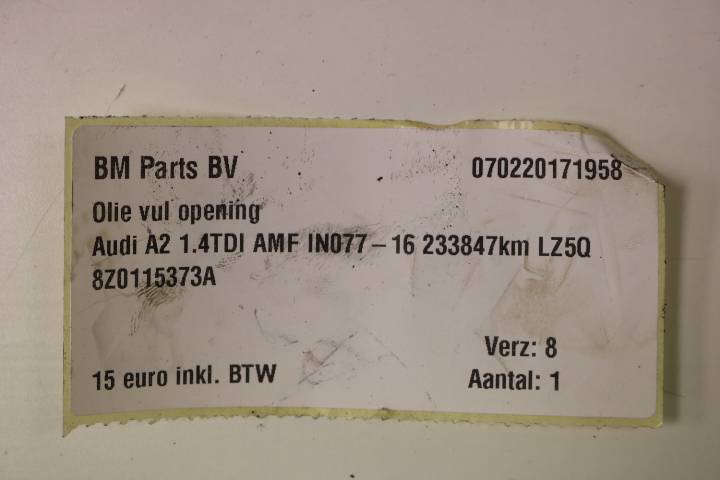 BM Parts BV 070220171958
Olie vul opening
Audi A2 1.4TDI AMF IN077-16 233847km LZ5Q
8Z0115373A
Verz: 8
15 euro inkl. BTW Aantal: 1